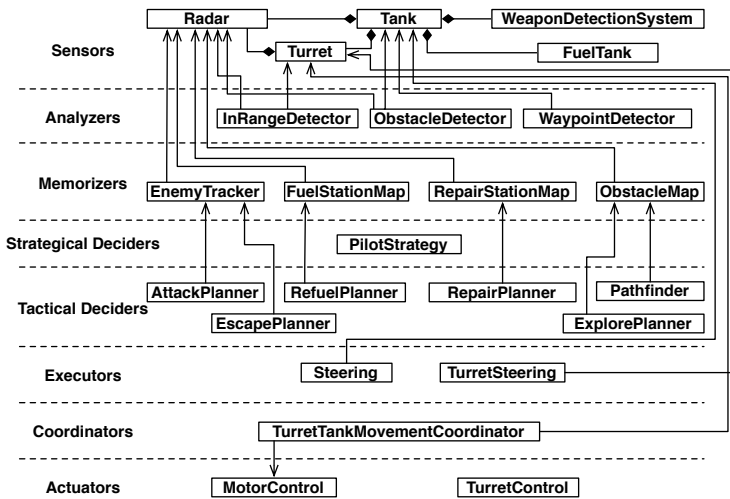 Radar Tank WeaponDetectionSystem
Sensors Turret FuelTank
Analyzers InRangeDetector ObstacleDetector WaypointDetector
Memorizers EnemyTracker FuelStationMap RepairStationMap ObstacleMap
Strategical Deciders PilotStrategy
Tactical Deciders AttackPlanner RefuelPlanner RepairPlanner Pathfinder
EscapePlanner ExplorePlanner
Executors Steering TurretSteering
Coordinators TurretTankMovementCoordinator
Actuators MotorControl TurretControl